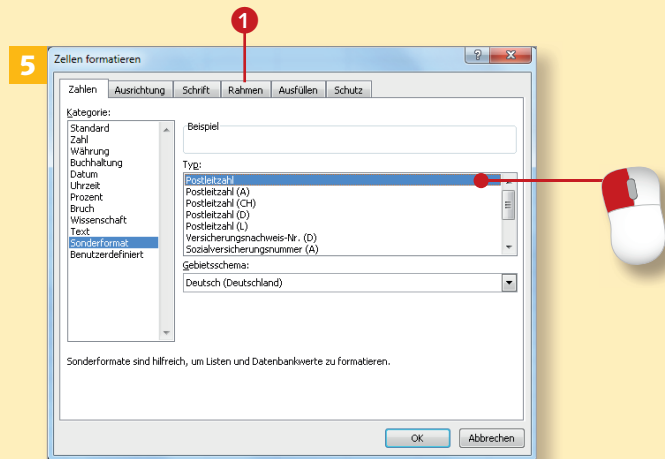 1
5
Zellen formatieren
Zahlen Ausrichtung Schrift Rahmen Ausfüllen Schutz
Kategorie:
Standard
Zahl
Währung
Buchhaltung
Datum
Uhrzeit
Prozent
Bruch
Wissenschaft
Text
Sonderformat
Benutzerdefiniert
Beispiel
Typ:
Postleitzahl
Postleitzahl (A)
Postleitzahl (CH)
Postleitzahl (D)
Postleitzahl (L)
Versicherungsnachweis-Nr. (D)
Sozialversicherungsnummer (A)
Gebietsschema:
Deutsch (Deutschland)
Sonderformate sind hilfreich, um Listen und Datenbankwerte zu formatieren.
OK Abbrechen